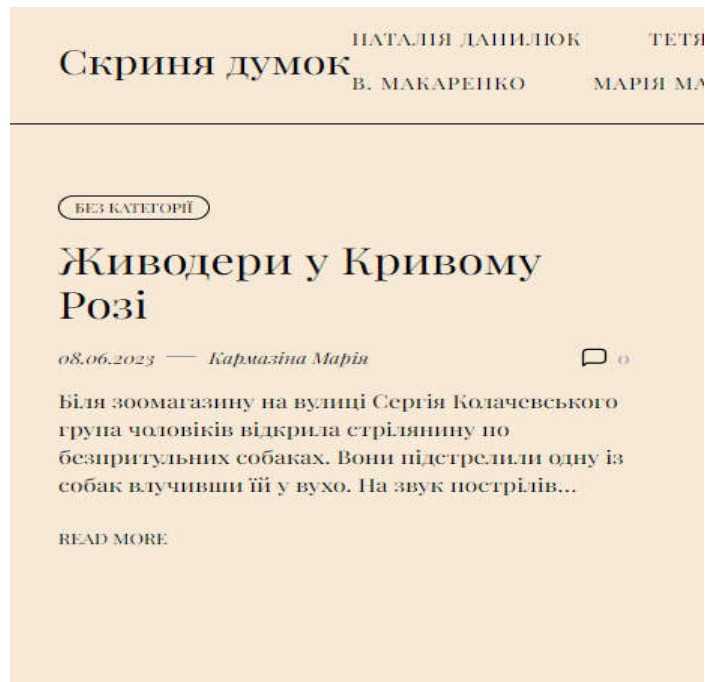 НАТАЛІЯ ДАНИЛЮК
Скриня думок
В. МАКАРЕНКО
БЕЗ КАТЕГОРІЇ
Живодери у Кривому
Розі
08.06.2023 — Кармазіна Марія 0
Біля зоомагазину на вулиці Сергія Колачевського
група чоловіків відкрила стрілянину по
безпритульних собаках. Вони підстрелили одну із
собак влучивши їй у вухо. На звук пострілів...
READ MORE